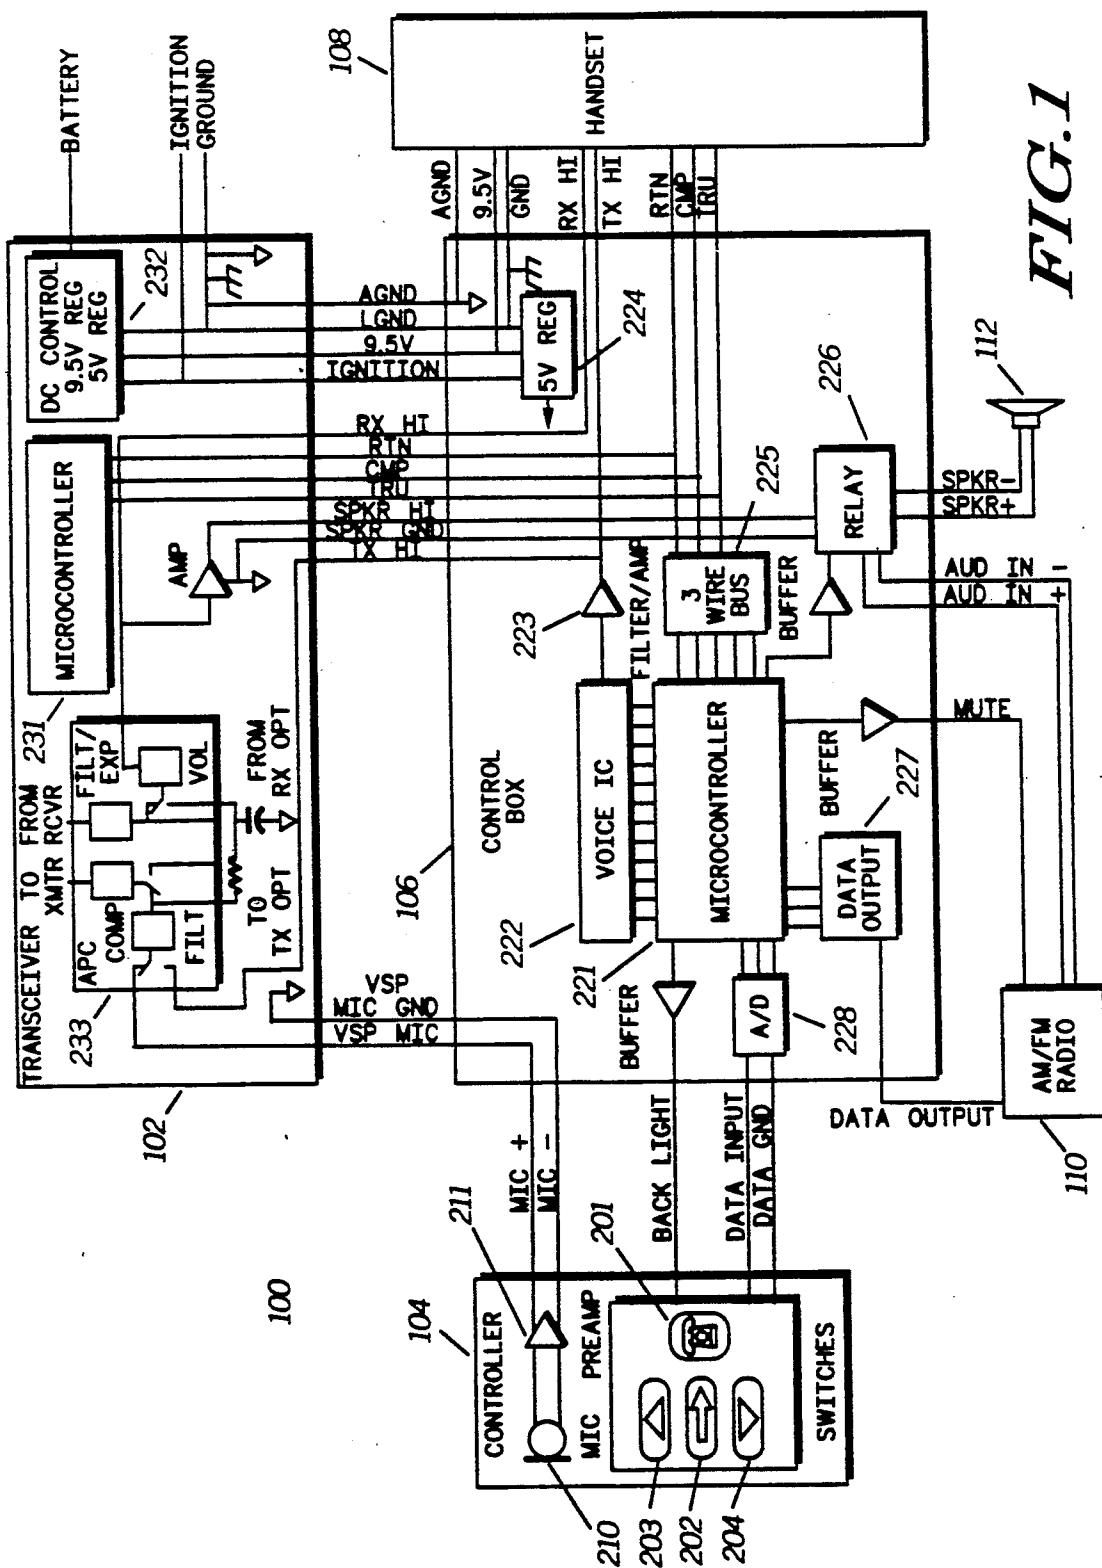 BATTERY
IGNITION
GROUND
108
HANDSET
FIG.1
DC CONTROL
9.5V REG
5V REG
232
AGND
9.5V
GND
RX HI
TX HI
RTN
CMP
TRU
AGND
LGND
9.5V
IGNITION
5V REG
224
MICROCONTROLLER
231
AMP
RX HI
RTN
CMP
TRU
SPKR HI
SPKR GND
TX HI
FILTER/AMP
223
3
WIRE
BUS
225
BUFFER
RELAY
226
SPKR-
SPKR+
112
AUD IN -
AUD IN +
TRANSCEIVER
TO
XMTR
FROM
RCVR
FILT/
EXP
VOL
COMP
FILT
APC
233
TO
TX OPT
FROM
RX OPT
102
106
CONTROL
BOX
VOICE IC
222
MICROCONTROLLER
221
BUFFER
MUTE
DATA
OUTPUT
227
BUFFER
A/D
228
VSP
MIC GND
VSP MIC
DATA OUTPUT
AM/FM
RADIO
110
MIC +
MIC -
BACK LIGHT
DATA INPUT
DATA GND
100
CONTROLLER
104
211
MIC PREAMP
201
SWITCHES
210
203
202
204